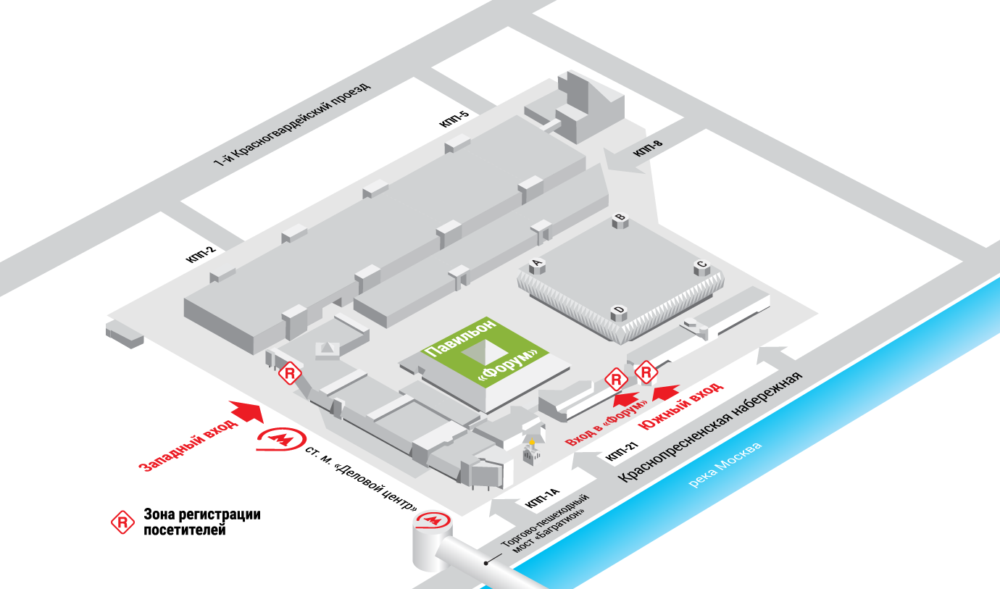 1-й Красногвардейский проезд
КПП-5
КПП-8
КПП-2
B
A
C
D
Павильон
«Форум»
R
R
R
Вход в «Форум»
Южный вход
Западный вход
ст. м. «Деловой центр»
КПП-21
Краснопресненская набережная
река Москва
КПП-1А
Торгово-пешеходный
мост «Багратион»
R
Зона регистрации
посетителей